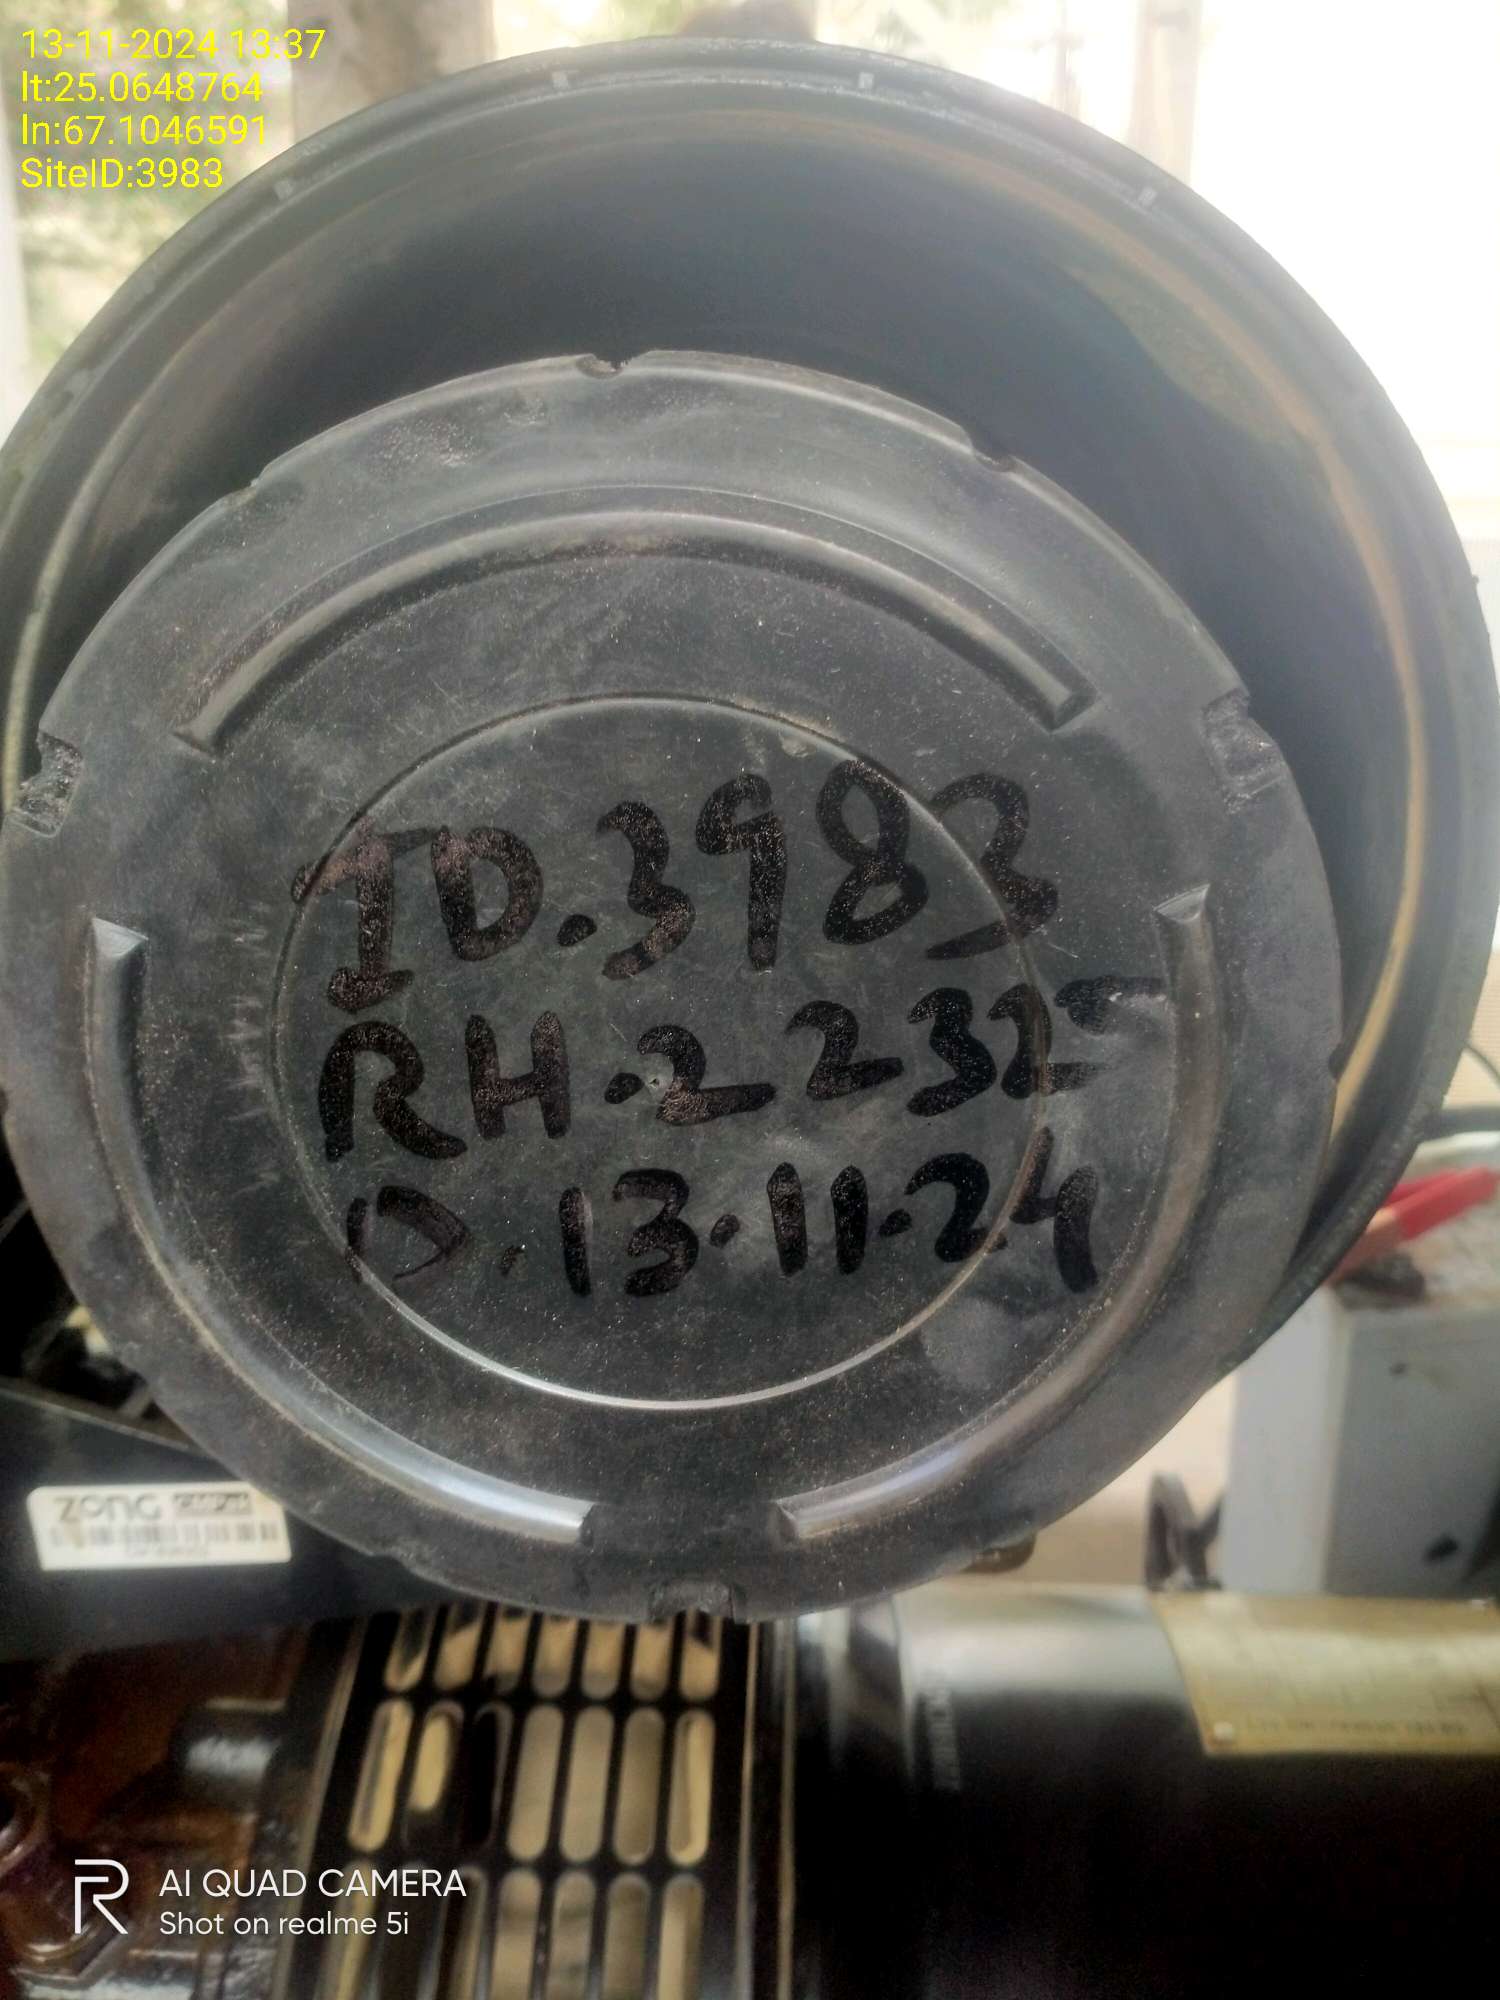 13-11-2024 13:37
lt:25.0648764
ln:67.1046591
SiteID:3983
ID.3983
RH.22325
D.13.11.24
zong
AI QUAD CAMERA
Shot on realme 5i